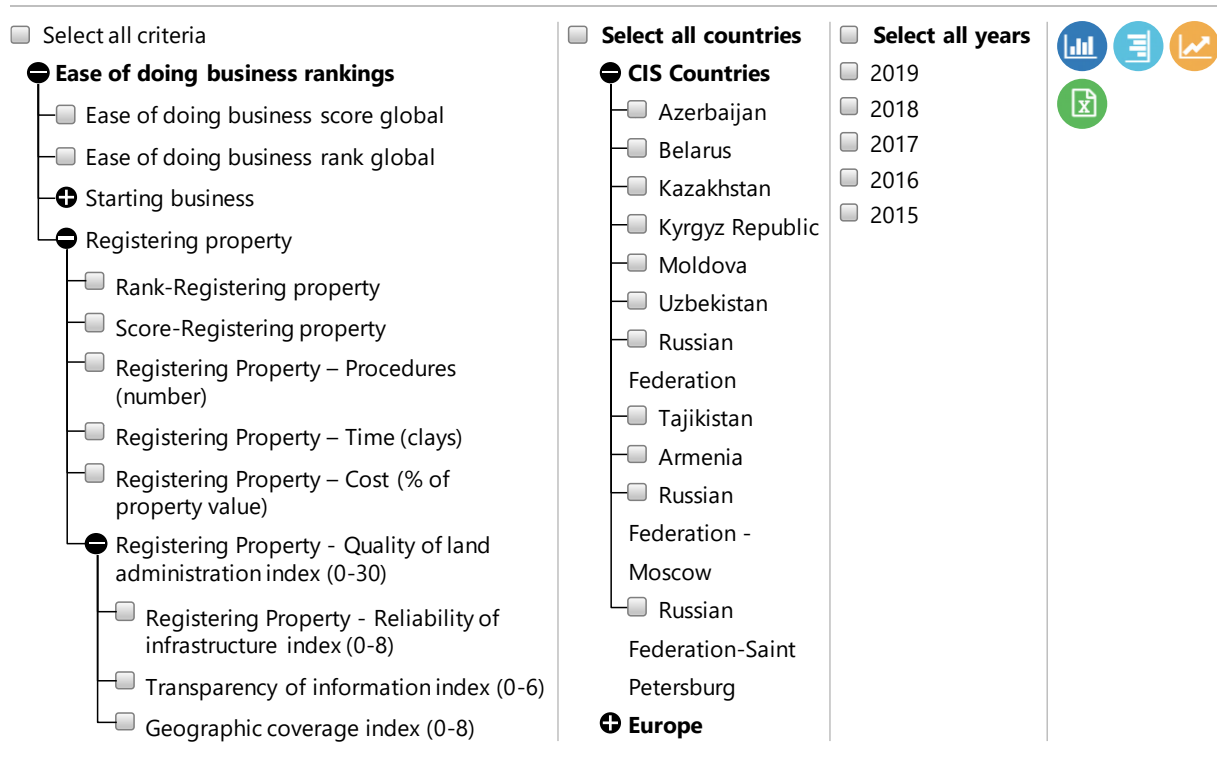 Select all criteria
Ease of doing business rankings
Ease of doing business score global
Ease of doing business rank global
Starting business
Registering property
Rank-Registering property
Score-Registering property
Registering Property – Procedures
(number)
Registering Property – Time (clays)
Registering Property – Cost (% of
property value)
Registering Property - Quality of land
administration index (0-30)
Registering Property - Reliability of
infrastructure index (0-8)
Transparency of information index (0-6)
Geographic coverage index (0-8)
Select all countries
CIS Countries
Azerbaijan
Belarus
Kazakhstan
Kyrgyz Republic
Moldova
Uzbekistan
Russian
Federation
Tajikistan
Armenia
Russian
Federation -
Moscow
Russian
Federation-Saint
Petersburg
Europe
Select all years
2019
2018
2017
2016
2015